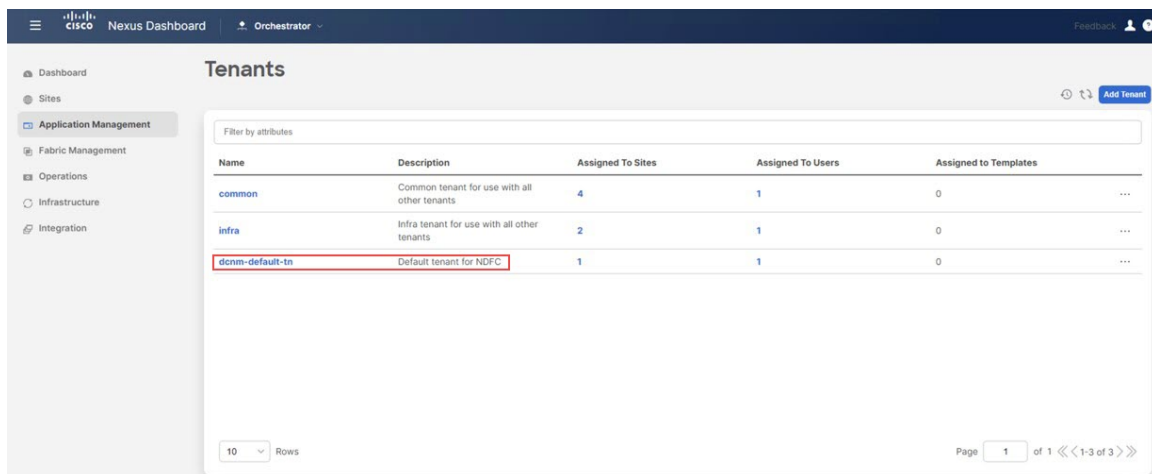 CISCO Nexus Dashboard Orchestrator Feedback ?
Dashboard
Sites
Application Management
Fabric Management
Operations
Infrastructure
Integration
Tenants
Add Tenant
Filter by attributes
Name Description Assigned To Sites Assigned To Users Assigned to Templates
common Common tenant for use with all other tenants 4 1 0 ...
infra Infra tenant for use with all other tenants 2 1 0 ...
dcnm-default-tn Default tenant for NDFC 1 1 0 ...
10 Rows Page 1 of 1 1-3 of 3